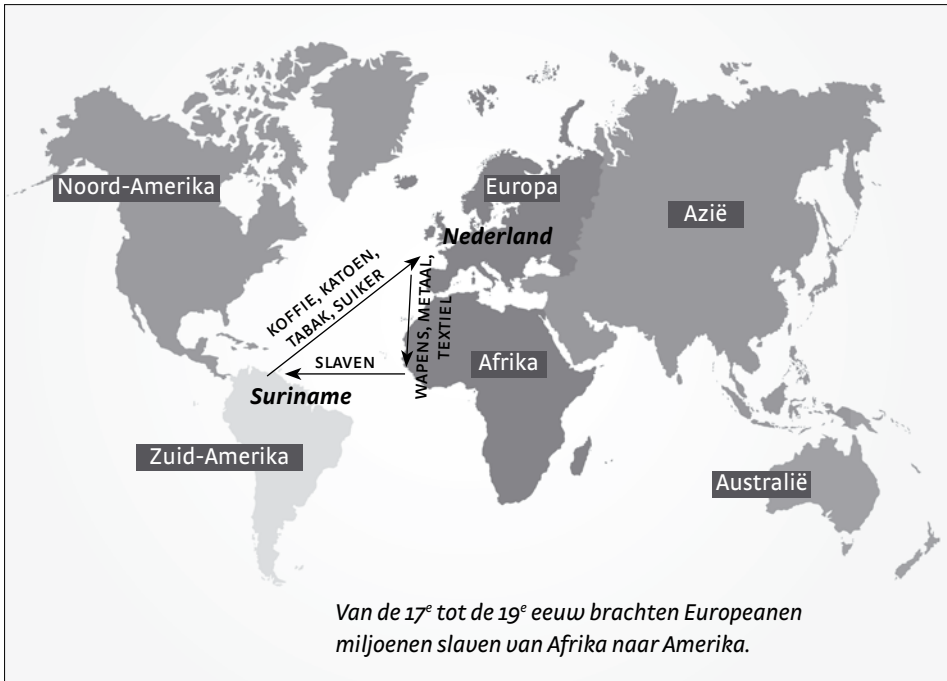 Noord-Amerika
Europa
Azië
Nederland
KOFFIE, KATOEN,
TABAK, SUIKER
WAPENS, METAAL,
TEXTIEL
SLAVEN
Afrika
Suriname
Zuid-Amerika
Australië
Van de 17e tot de 19e eeuw brachten Europeanen
miljoenen slaven van Afrika naar Amerika.